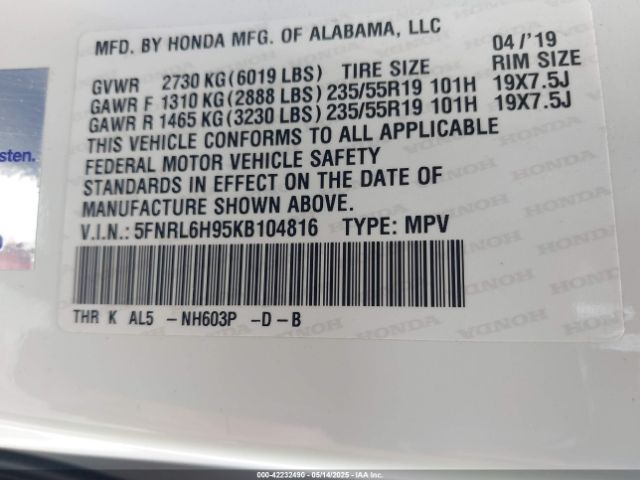 MFD. BY HONDA MFG. OF ALABAMA, LLC 04/'19
GVWR 2730 KG(6019 LBS) TIRE SIZE RIM SIZE
GAWR F 1310 KG(2888 LBS)235/55R19 101H 19X7.5J
GAWR R 1465 KG(3230 LBS)235/55R19 101H 19X7.5J
THIS VEHICLE CONFORMS TO ALL APPLICABLE
FEDERAL MOTOR VEHICLE SAFETY
STANDARDS IN EFFECT ON THE DATE OF
MANUFACTURE SHOWN ABOVE.
V.I.N.: 5FNRL6H95KB104816 TYPE: MPV
THR K AL5 -NH603P -D-B
000 - 42232490 - 05/14/2025 - IAA Inc.